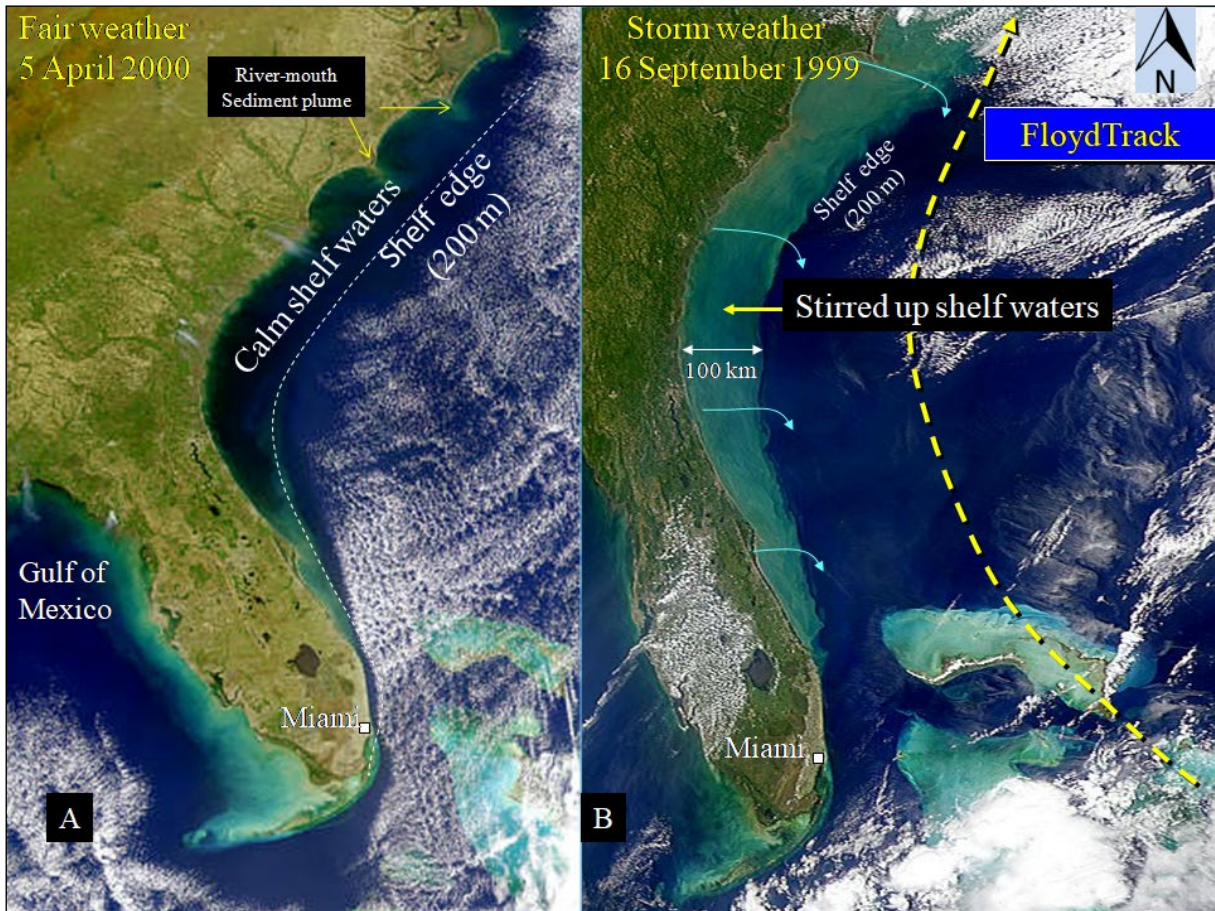 Fair weather
5 April 2000
River-mouth
Sediment plume
Calm shelf waters
Shelf edge
(200 m)
Gulf of
Mexico
Miami
A
Storm weather
16 September 1999
N
FloydTrack
Shelf edge
(200 m)
Stirred up shelf waters
100 km
Miami
B